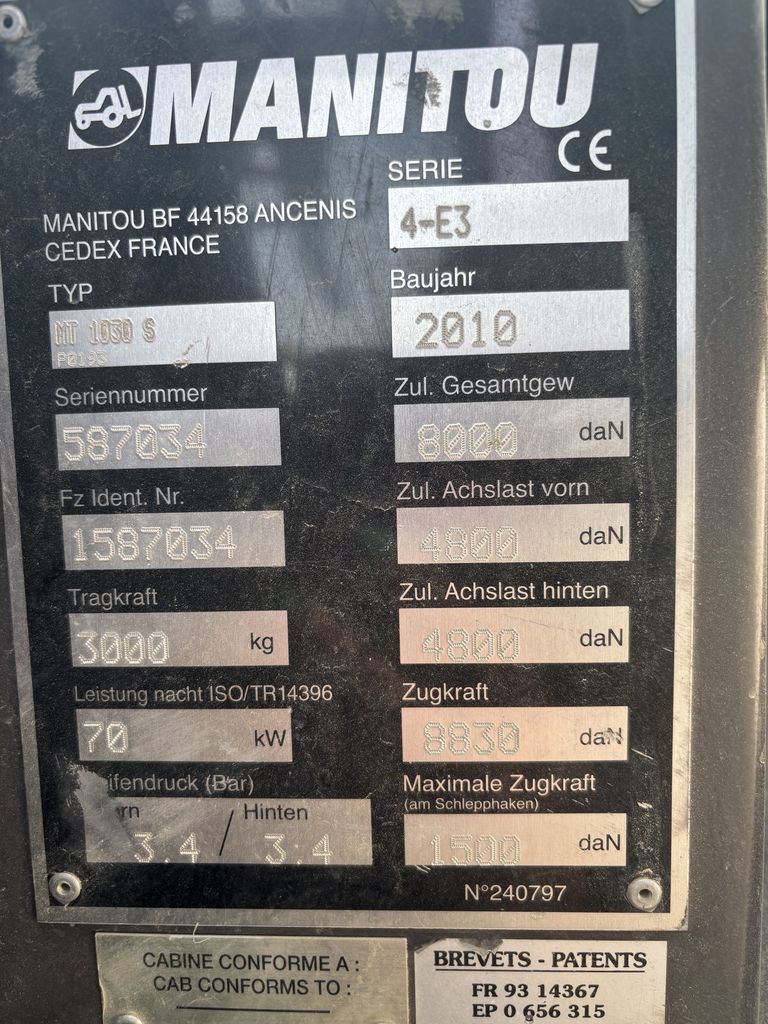 MANITOU
CE
MANITOU BF 44158 ANCENIS
CEDEX FRANCE
SERIE
4-E3
TYP
MT 1030 S
P0193
Baujahr
2010
Seriennummer
587034
Zul. Gesamtgew
8000 daN
Fz Ident. Nr.
1587034
Zul. Achslast vorn
4800 daN
Tragkraft
3000 kg
Zul. Achslast hinten
4800 daN
Leistung nacht ISO/TR14396
70 kW
Zugkraft
8830 daN
(Bar)
Hinten
3.4 / 3.4
Maximale Zugkraft
(am Schlepphaken)
1500 daN
N°240797
CABINE CONFORME A :
CAB CONFORMS TO :
BREVETS - PATENTS
FR 93 14367
EP 0 656 315